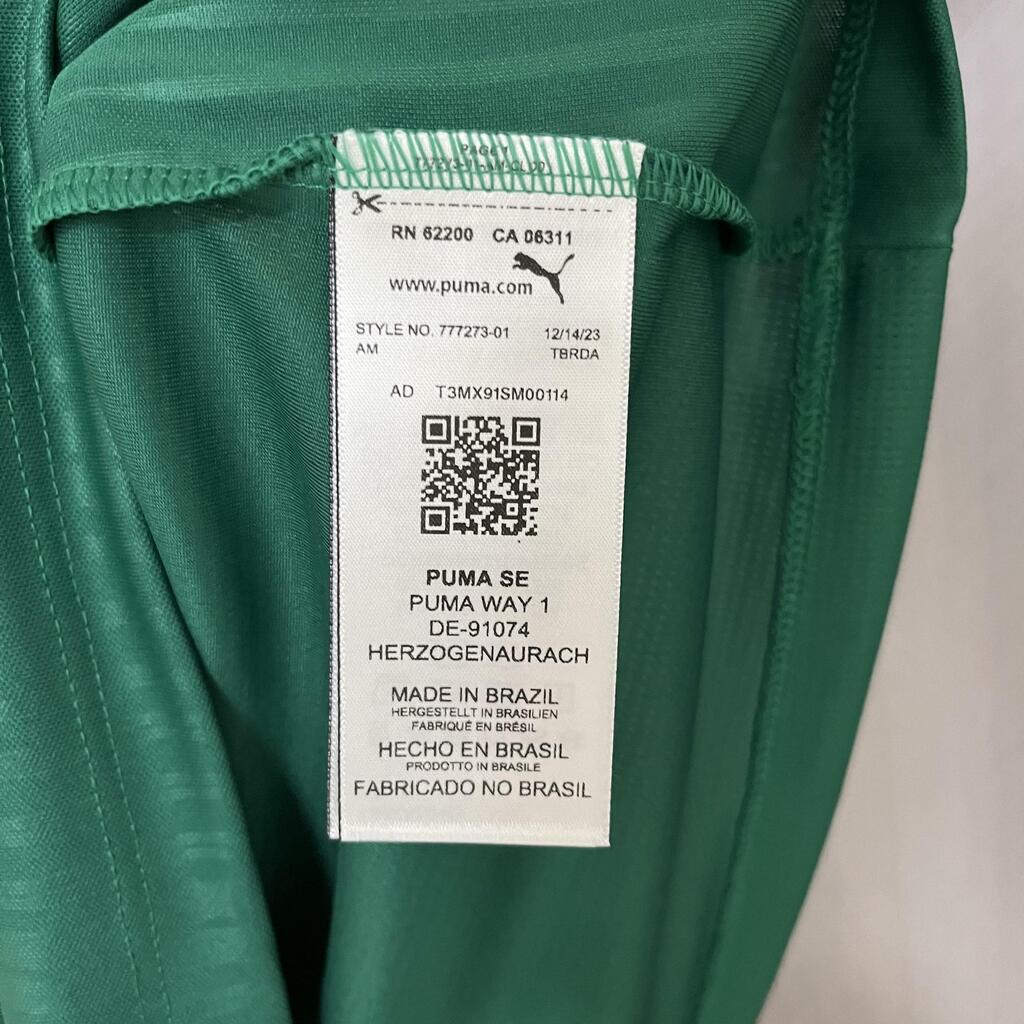 PAGE 1
RN 62200 CA 06311
www.puma.com
STYLE NO. 777273-01 12/14/23
AM TBRDA
AD T3MX91SM00114
PUMA SE
PUMA WAY 1
DE-91074
HERZOGENAURACH
MADE IN BRAZIL
HERGESTELLT IN BRASILIEN
FABRIQUÉ EN BRÉSIL
HECHO EN BRASIL
PRODOTTO IN BRASILE
FABRICADO NO BRASIL